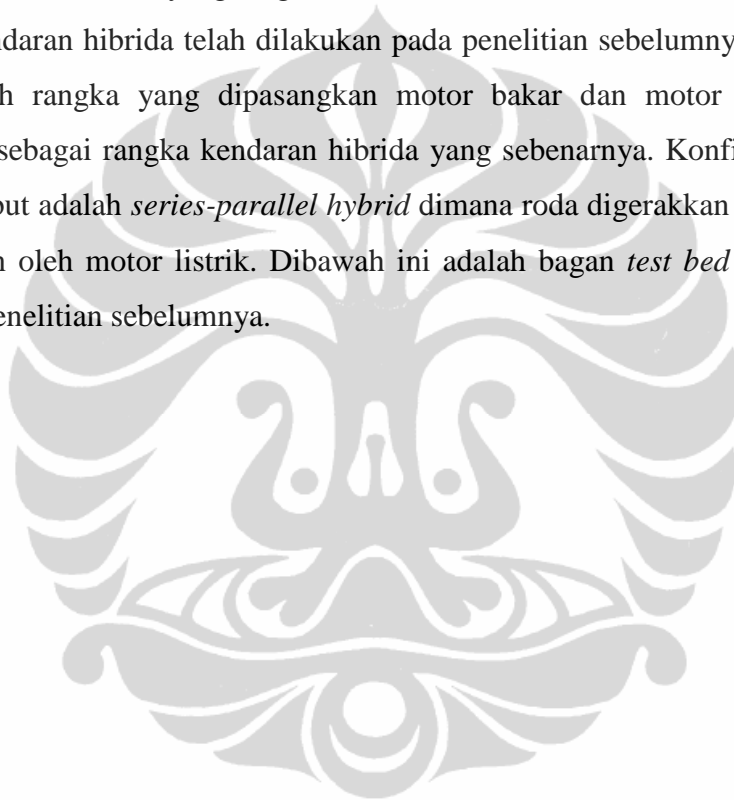 ndaran hibrida telah dilakukan pada penelitian sebelumny
h rangka yang dipasangkan motor bakar dan motor
sebagai rangka kendaran hibrida yang sebenarnya. Konfi
but adalah series-parallel hybrid dimana roda digerakkan
n oleh motor listrik. Dibawah ini adalah bagan test bed
enelitian sebelumnya.